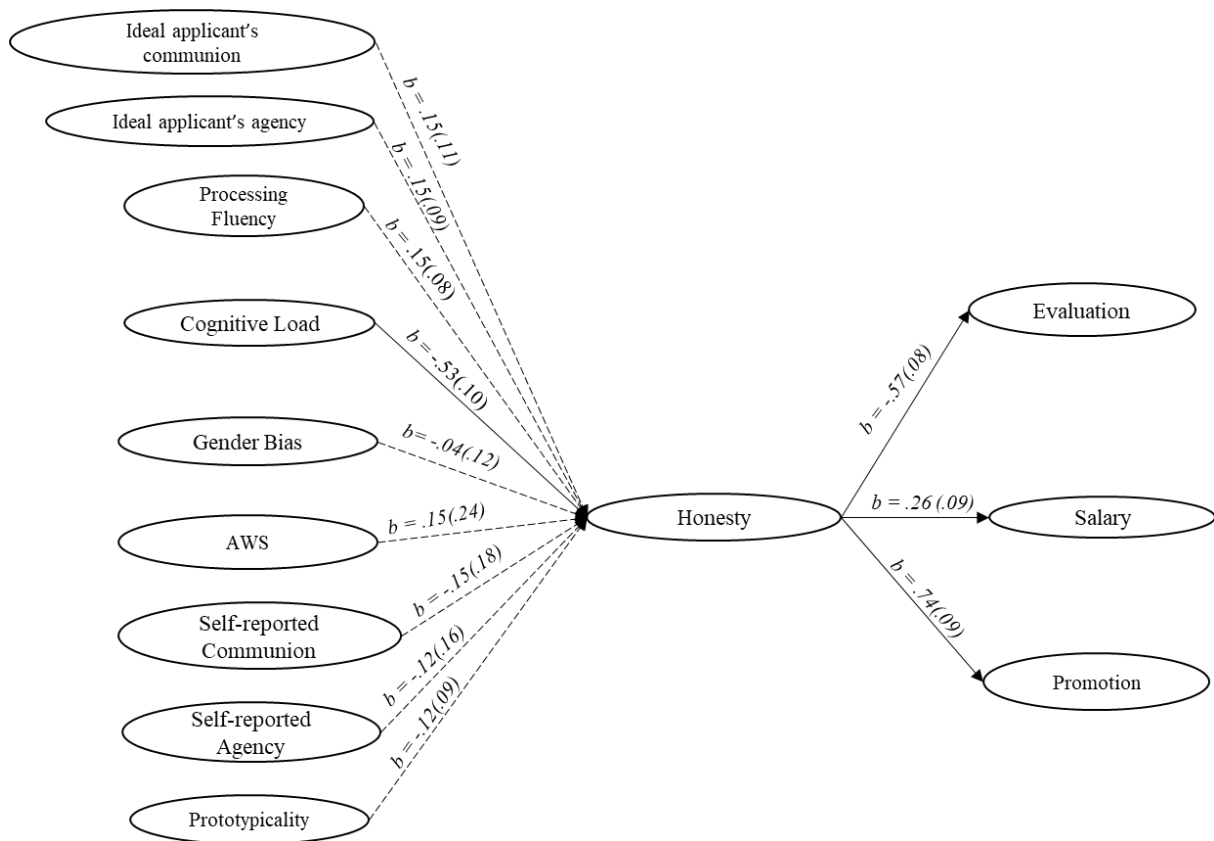 Ideal applicant's
communion
Ideal applicant's agency
Processing
Fluency
Cognitive Load
Gender Bias
AWS
Self-reported
Communion
Self-reported
Agency
Prototypicality
b = .15(.11)
b = .15(.09)
b = .15(.08)
b = -.53(.10)
b= -.04(.12)
b = .15(.24)
b = -.15(.18)
b = -.12(.16)
b = -.12(.09)
Honesty
b = -.57(.08)
b = .26 (.09)
b = .74(.09)
Evaluation
Salary
Promotion